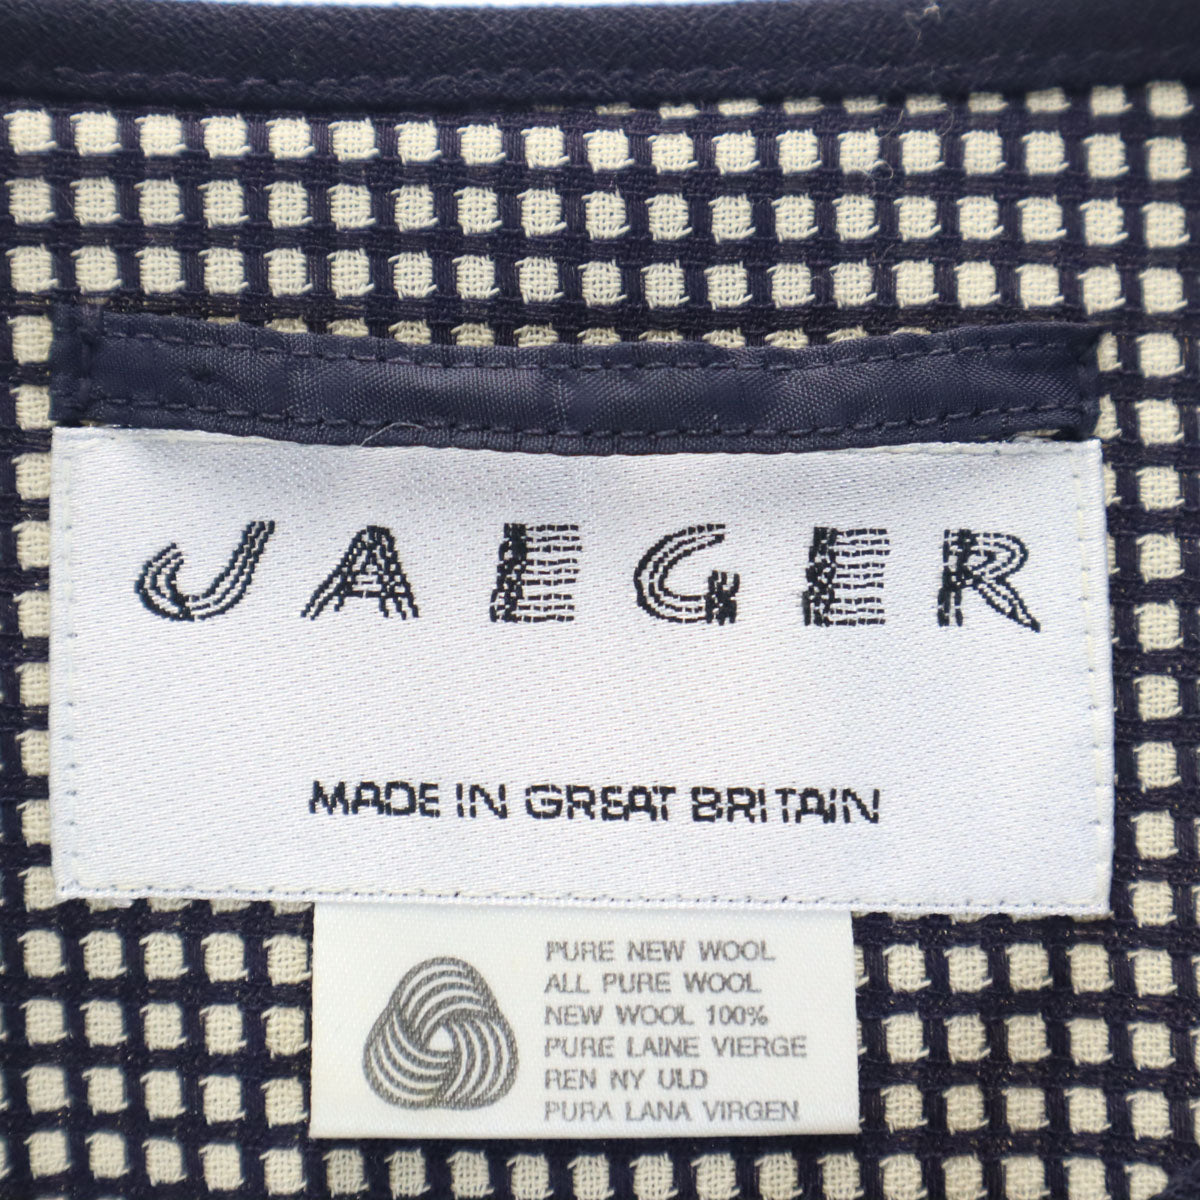 JAEGER
MADE IN GREAT BRITAIN
PURE NEW WOOL
ALL PURE WOOL
NEW WOOL 100%
PURE LAINE VIERGE
REN NY ULD
PURA LANA VIRGEN